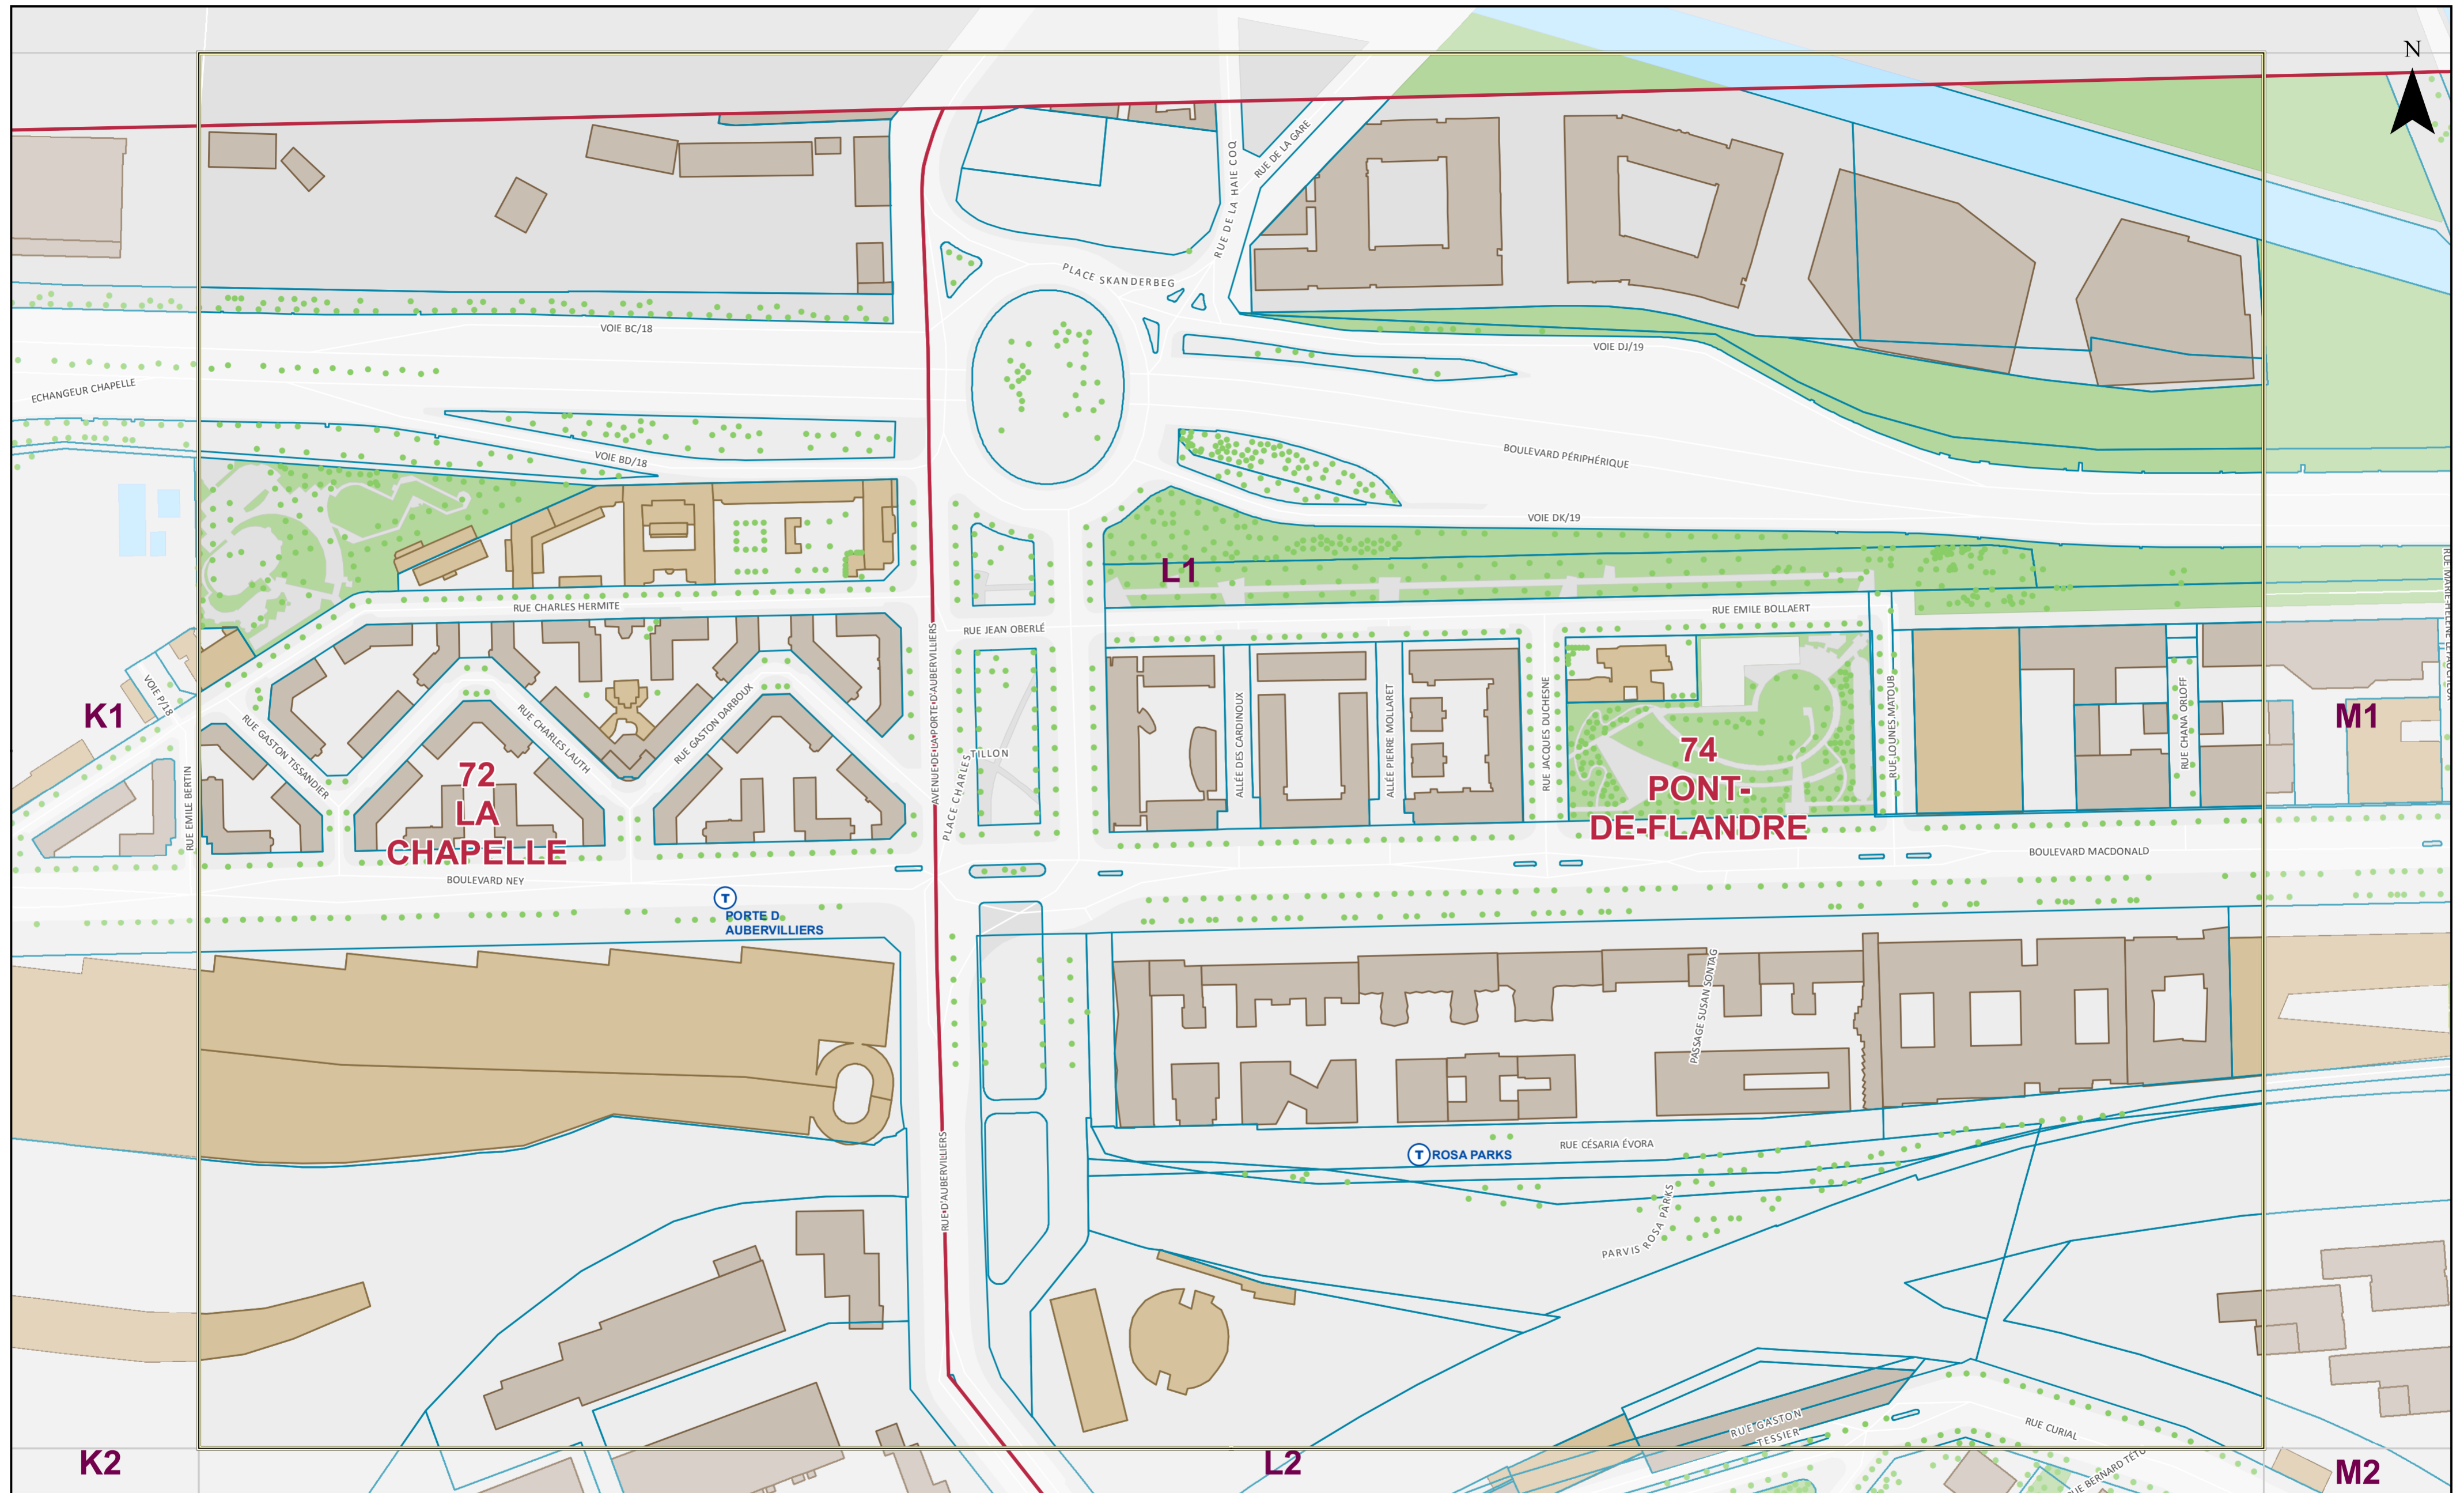 N
RUE DE LA GARE
RUE DE LA HAIE COQ
PLACE SKANDERBEG
VOIE BC/18
VOIE DJ/19
ECHANGEUR CHAPELLE
BOULEVARD PÉRIPHÉRIQUE
VOIE BD/18
VOIE DK/19
L1
RUE CHARLES HERMITE
RUE EMILE BOLLAERT
RUE JEAN OBERLÉ
AVENUE DE LA PORTE D'AUBERVILLIERS
VOIE P/18
K1
RUE GASTON TISSANDIER
RUE CHARLES LAUTH
RUE GASTON DARBOUX
PLACE CHARLES TILLON
ALLÉE DES CARDINOUX
ALLÉE PIERRE MOLLARET
RUE JACQUES DUCHESNE
RUE LOUNES MATOUB
RUE CHANA ORLOFF
M1
RUE EMILE BERTIN
72
LA
CHAPELLE
74
PONT-
DE-FLANDRE
BOULEVARD NEY
BOULEVARD MACDONALD
T
PORTE D
AUBERVILLIERS
PASSAGE SUSAN SONTAG
RUE D'AUBERVILLIERS
T ROSA PARKS
RUE CÉSARIA ÉVORA
PARVIS ROSA PARKS
RUE GASTON
TESSIER
RUE CURIAL
K2
L2
M2